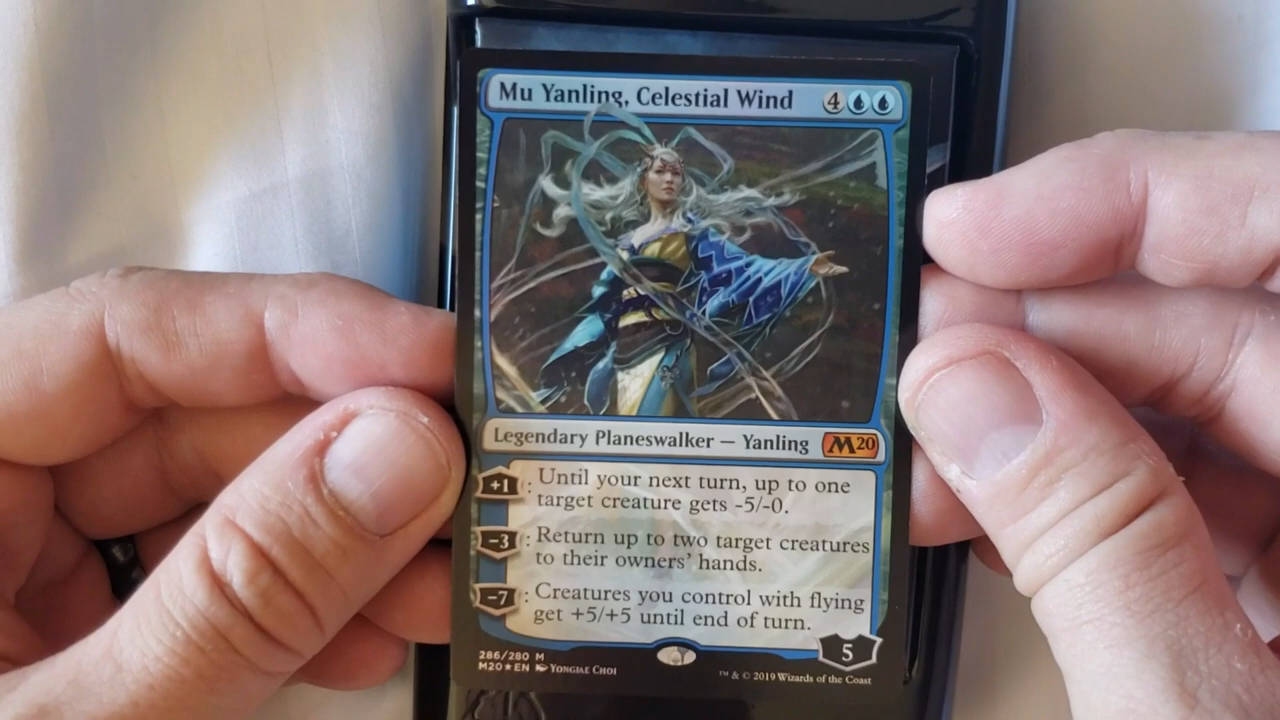 Mu Yanling, Celestial Wind 4
Legendary Planeswalker — Yanling M20
+1: Until your next turn, up to one
target creature gets -5/-0.
−3: Return up to two target creatures
to their owners' hands.
−7: Creatures you control with flying
get +5/+5 until end of turn.
5
286/280 M
M20★EN Yongjae Choi
™ & © 2019 Wizards of the Coast